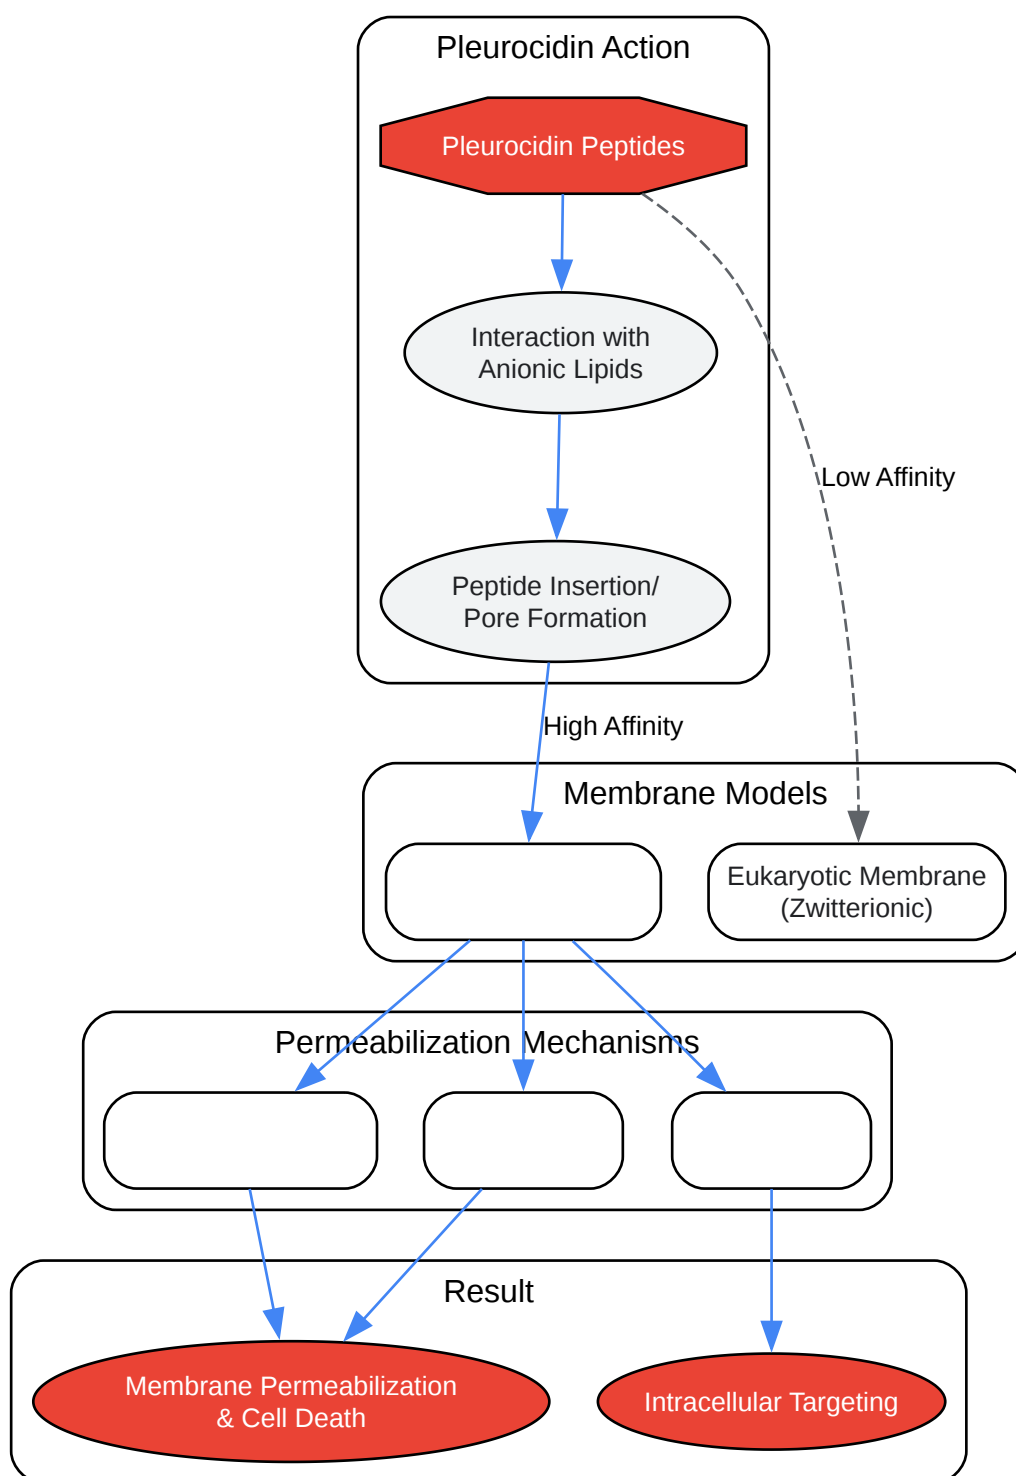 Pleurocidin Action
Pleurocidin Peptides
Interaction with
Anionic Lipids
Low Affinity
Peptide Insertion/
Pore Formation
High Affinity
Membrane Models
Eukaryotic Membrane
(Zwitterionic)
Permeabilization Mechanisms
Result
Membrane Permeabilization
& Cell Death
Intracellular Targeting